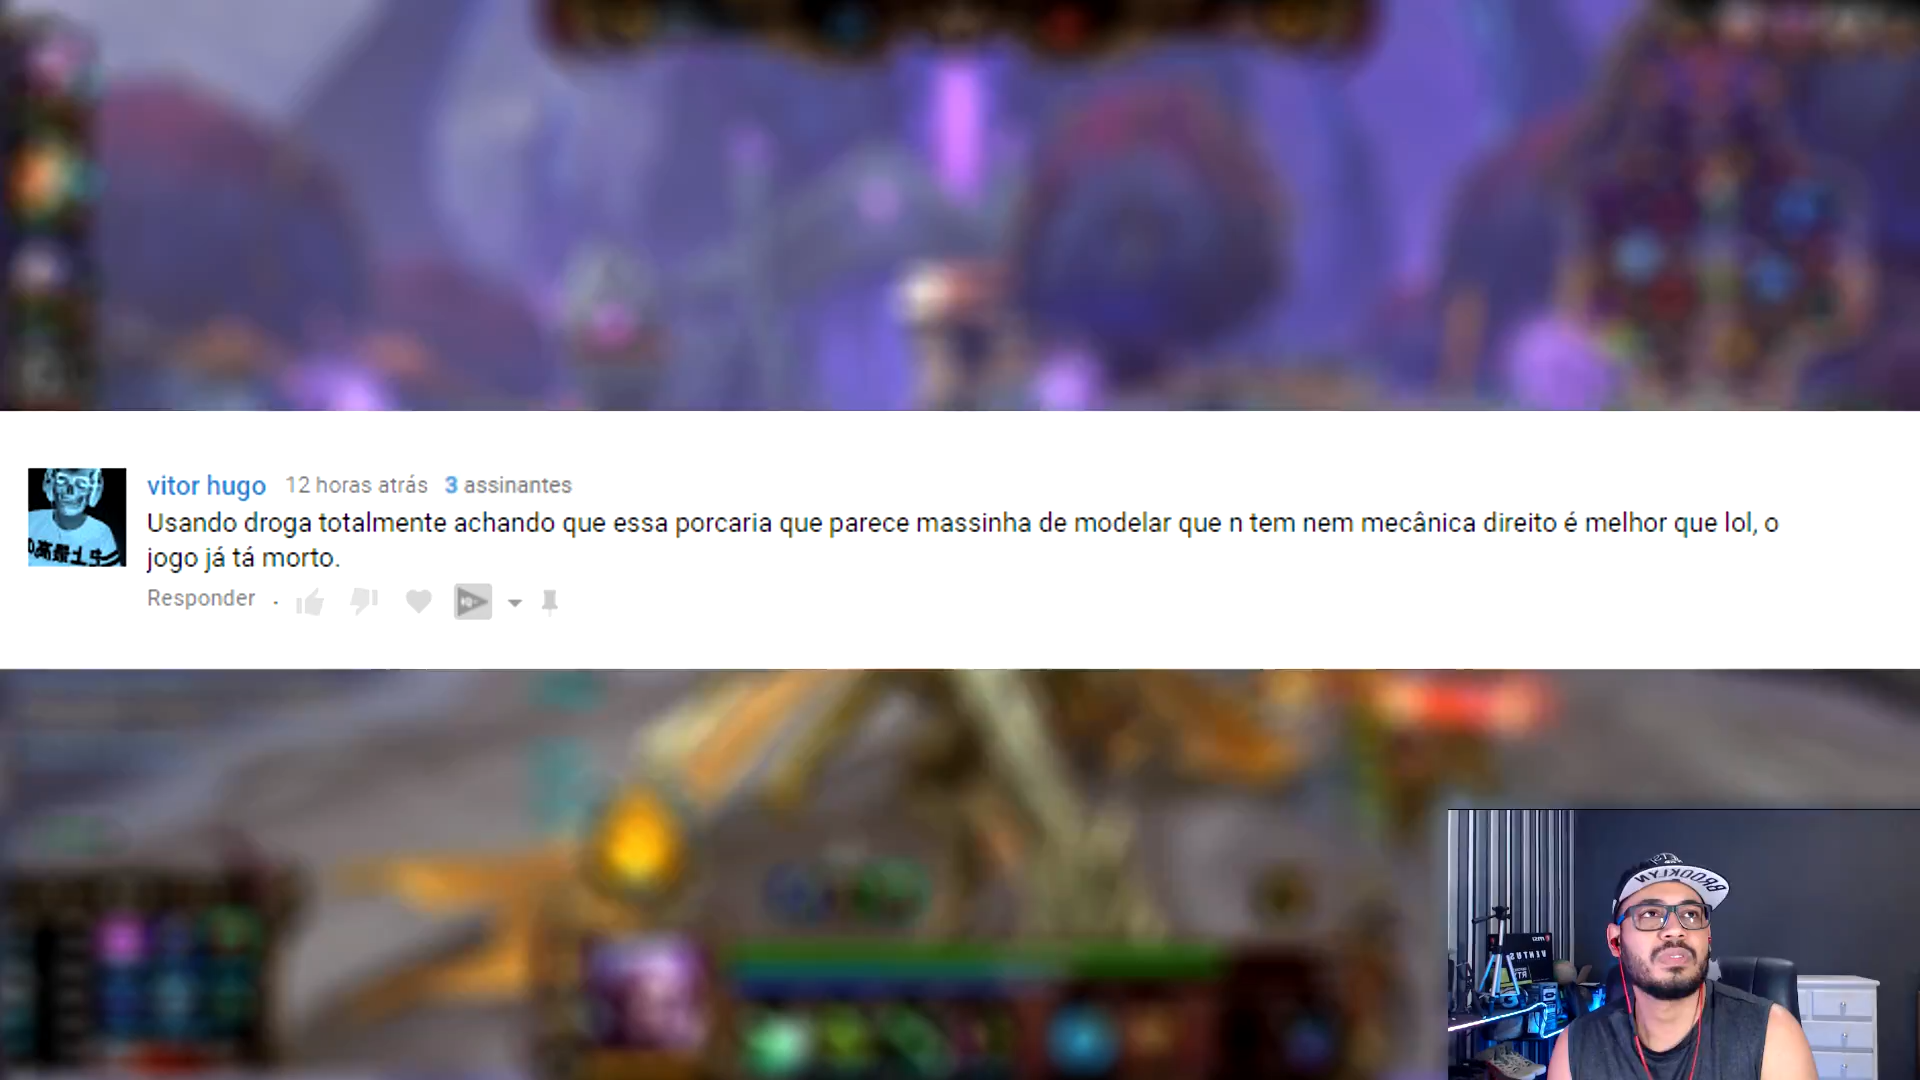 vitor hugo 12 horas atrás 3 assinantes
Usando droga totalmente achando que essa porcaria que parece massinha de modelar que n tem nem mecânica direito é melhor que lol, o
jogo já tá morto.
Responder
BROOKLYN
VENTUS